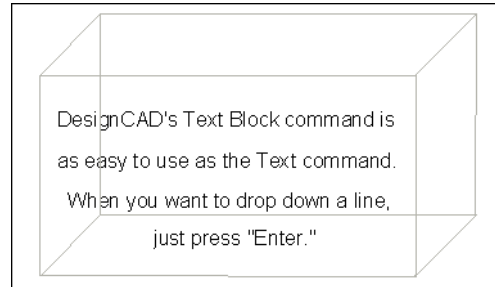 DesignCAD's Text Block command is
as easy to use as the Text command.
When you want to drop down a line,
just press "Enter."